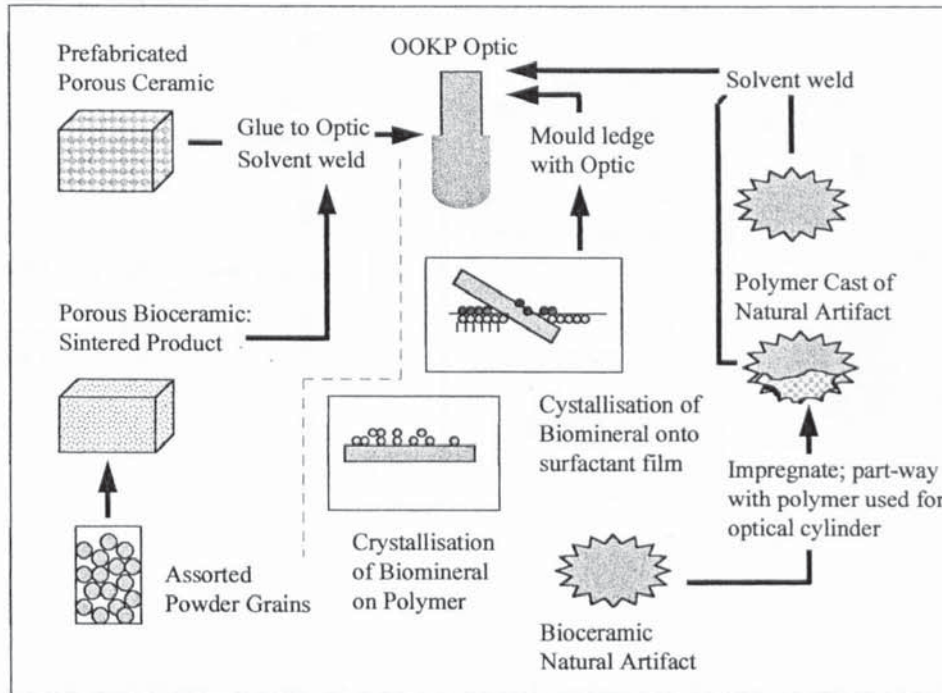 Prefabricated
Porous Ceramic
OOKP Optic
Solvent weld
Glue to Optic
Solvent weld
Mould ledge
with Optic
Polymer Cast of
Natural Artifact
Porous Bioceramic:
Sintered Product
Cystallisation of
Biomineral onto
surfactant film
Impregnate; part-way
with polymer used for
optical cylinder
Assorted
Powder Grains
Crystallisation
of Biomineral
on Polymer
Bioceramic
Natural Artifact